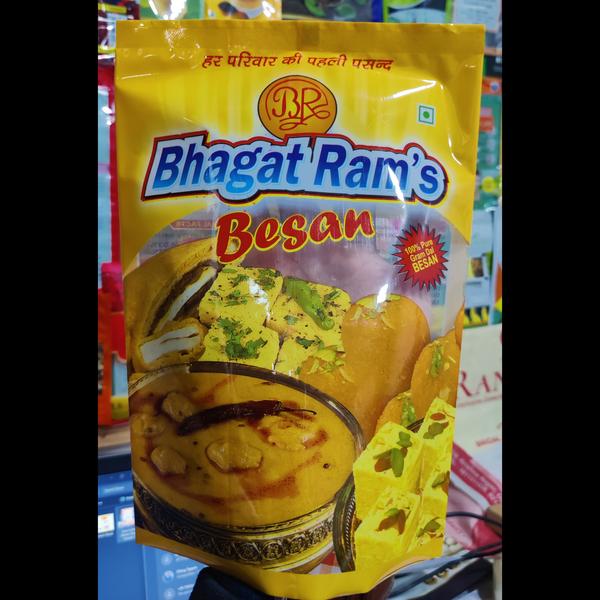 हर परिवार की पहली पसन्द
BR
Bhagat Ram's
Besan
100% Pure
Gram Dal
BESAN